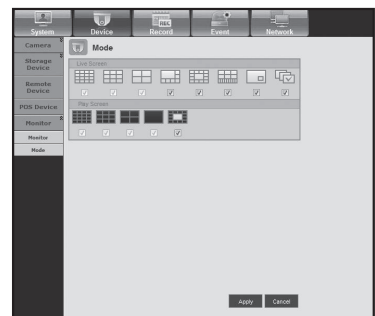 System Device Record Event Network
REC
Camera
Storage
Device
Remote
Device
POS Device
Monitor
Monitor
Mode
Mode
Live Screen
Play Screen
Apply Cancel